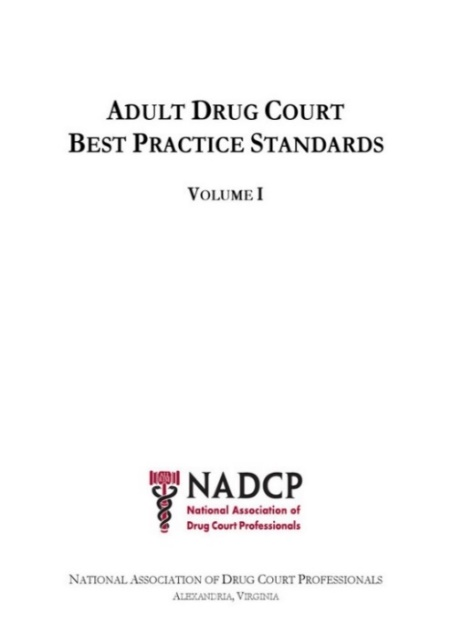 ADULT DRUG COURT
BEST PRACTICE STANDARDS
VOLUME I
NADCP
National Association of
Drug Court Professionals
NATIONAL ASSOCIATION OF DRUG COURT PROFESSIONALS
ALEXANDRIA, VIRGINIA